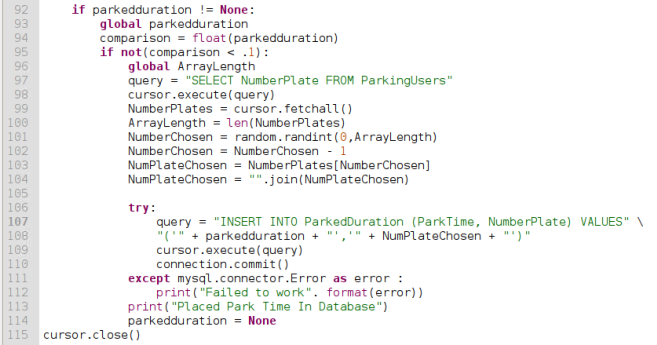 92 if parkedduration != None:
93 global parkedduration
94 comparison = float(parkedduration)
95 if not(comparison < .1):
96 global ArrayLength
97 query = "SELECT NumberPlate FROM ParkingUsers"
98 cursor.execute(query)
99 NumberPlates = cursor.fetchall()
100 ArrayLength = len(NumberPlates)
101 NumberChosen = random.randint(0,ArrayLength)
102 NumberChosen = NumberChosen - 1
103 NumPlateChosen = NumberPlates[NumberChosen]
104 NumPlateChosen = "".join(NumPlateChosen)
105
106 try:
107 query = "INSERT INTO ParkedDuration (ParkTime, NumberPlate) VALUES" \
108 "('" + parkedduration + "','" + NumPlateChosen + "')"
109 cursor.execute(query)
110 connection.commit()
111 except mysql.connector.Error as error :
112 print("Failed to work". format(error))
113 print("Placed Park Time In Database")
114 parkedduration = None
115 cursor.close()